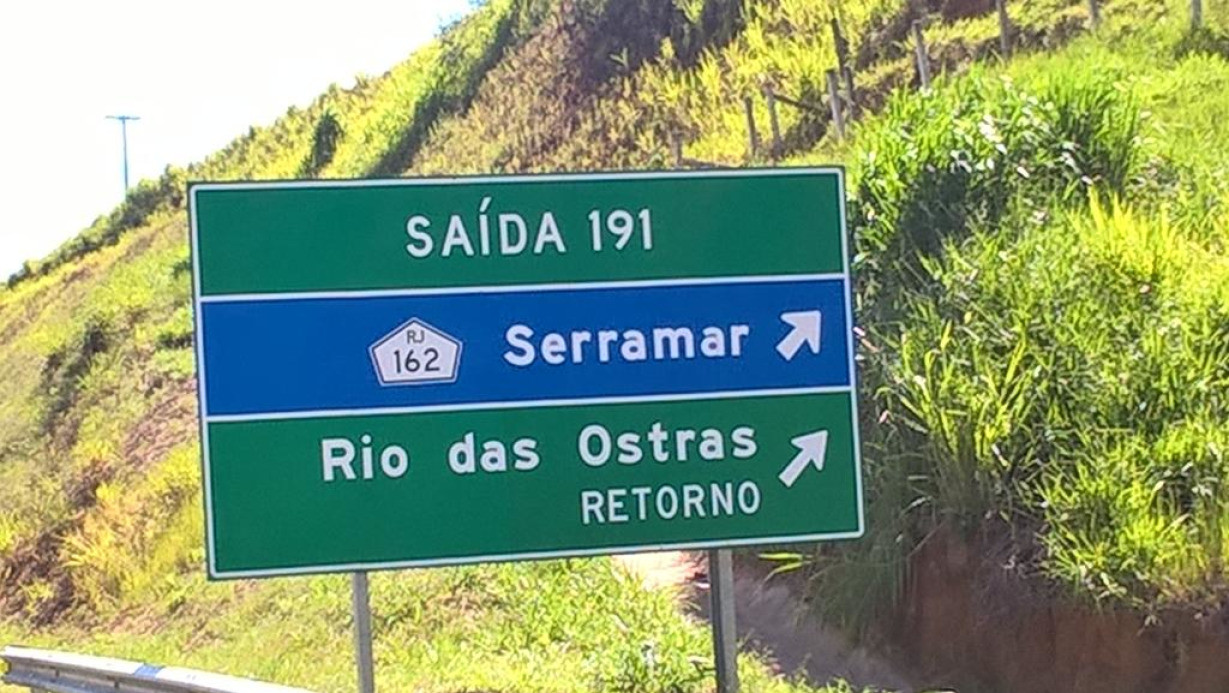 SAÍDA 191
RJ
162
Serramar
Rio das Ostras
RETORNO